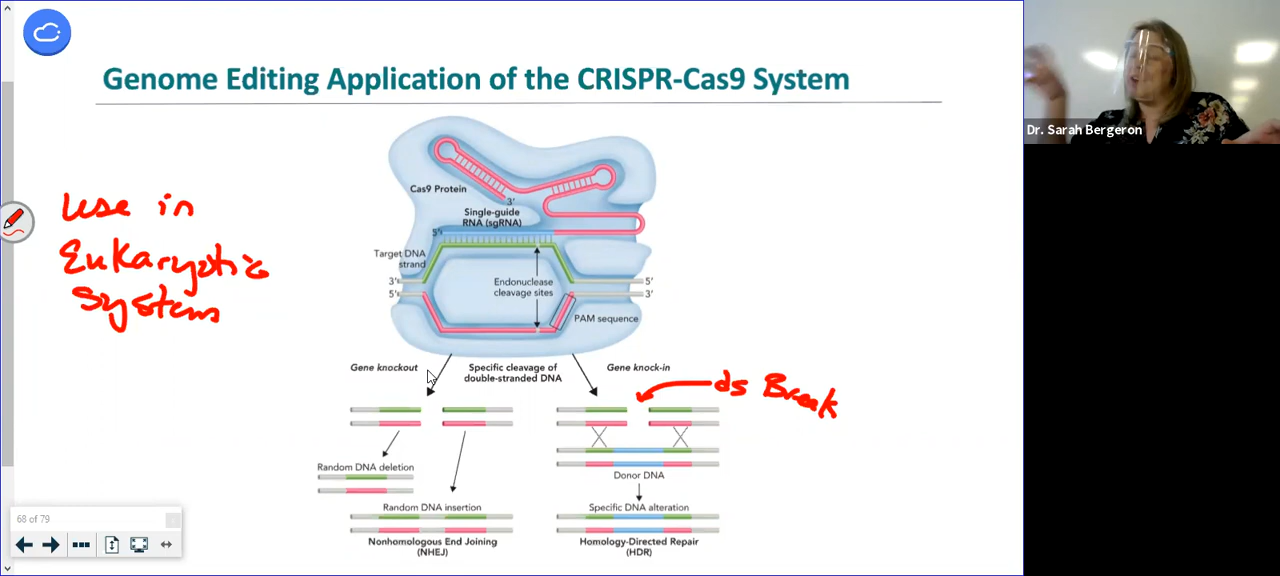 Genome Editing Application of the CRISPR-Cas9 System
Dr. Sarah Bergeron
use in
Eukaryotic
system
Cas9 Protein
3'
Single-guide
RNA (sgRNA)
5'
Target DNA
strand
3'
5'
Endonuclease
cleavage sites
5'
3'
PAM sequence
Gene knockout
Specific cleavage of
double-stranded DNA
Gene knock-in
ds Break
Random DNA deletion
Donor DNA
Random DNA insertion
Specific DNA alteration
Nonhomologous End Joining
(NHEJ)
Homology-Directed Repair
(HDR)
68 of 79